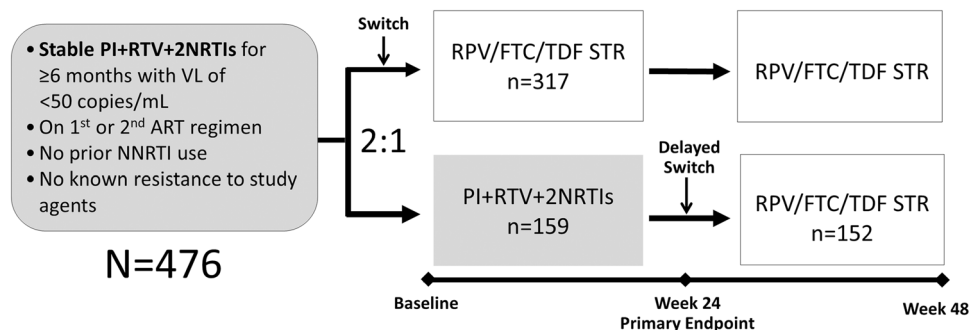 • Stable PI+RTV+2NRTIs for
≥6 months with VL of
<50 copies/mL
• On 1st or 2nd ART regimen
• No prior NNRTI use
• No known resistance to study
agents
N=476
2:1
Switch
RPV/FTC/TDF STR
n=317
RPV/FTC/TDF STR
PI+RTV+2NRTIs
n=159
Delayed
Switch
RPV/FTC/TDF STR
n=152
Baseline
Week 24
Primary Endpoint
Week 48